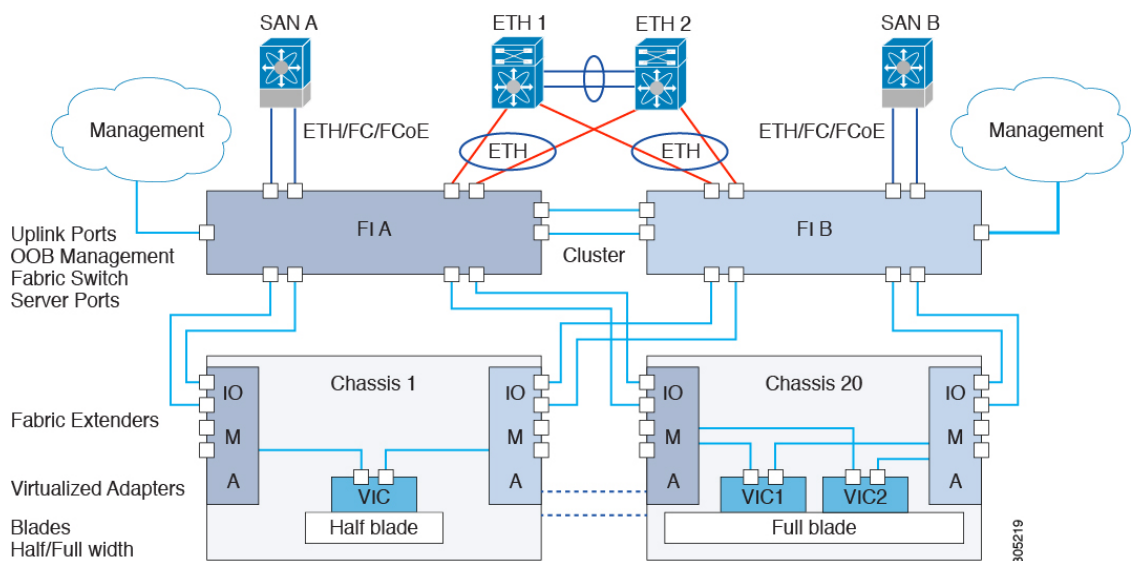 SAN A
ETH 1
ETH 2
SAN B
Management
ETH/FC/FCoE
ETH
ETH
ETH/FC/FCoE
Management
FI A
FI B
Cluster
Uplink Ports
OOB Management
Fabric Switch
Server Ports
Chassis 1
Chassis 20
IO
M
A
IO
M
A
IO
M
A
IO
M
A
Fabric Extenders
Virtualized Adapters
VIC
VIC1
VIC2
Blades
Half/Full width
Half blade
Full blade
305219